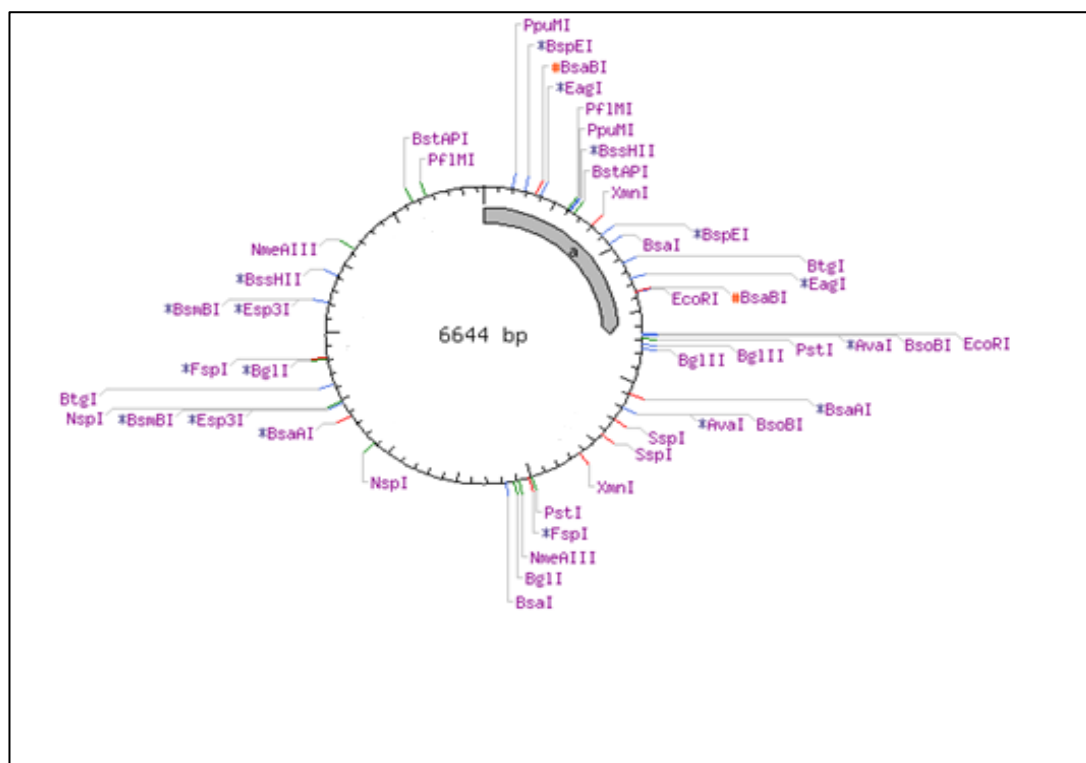 PpuMI
*BspEI
#BsaBI
*EagI
PflMI
PpuMI
*BssHII
BstAPI
XmnI
BstAPI
PflMI
*BspEI
BsaI
BtgI
*EagI
EcoRI #BsaBI
NmeAIII
*BssHII
*BsmBI *Esp3I
6644 bp
BglII BglII PstI *AvaI BsoBI EcoRI
*FspI *BglI
BtgI
NspI *BsmBI *Esp3I
*BsaAI
*BsaAI
*AvaI BsoBI
SspI
SspI
NspI
XmnI
PstI
*FspI
NmeAIII
BglI
BsaI